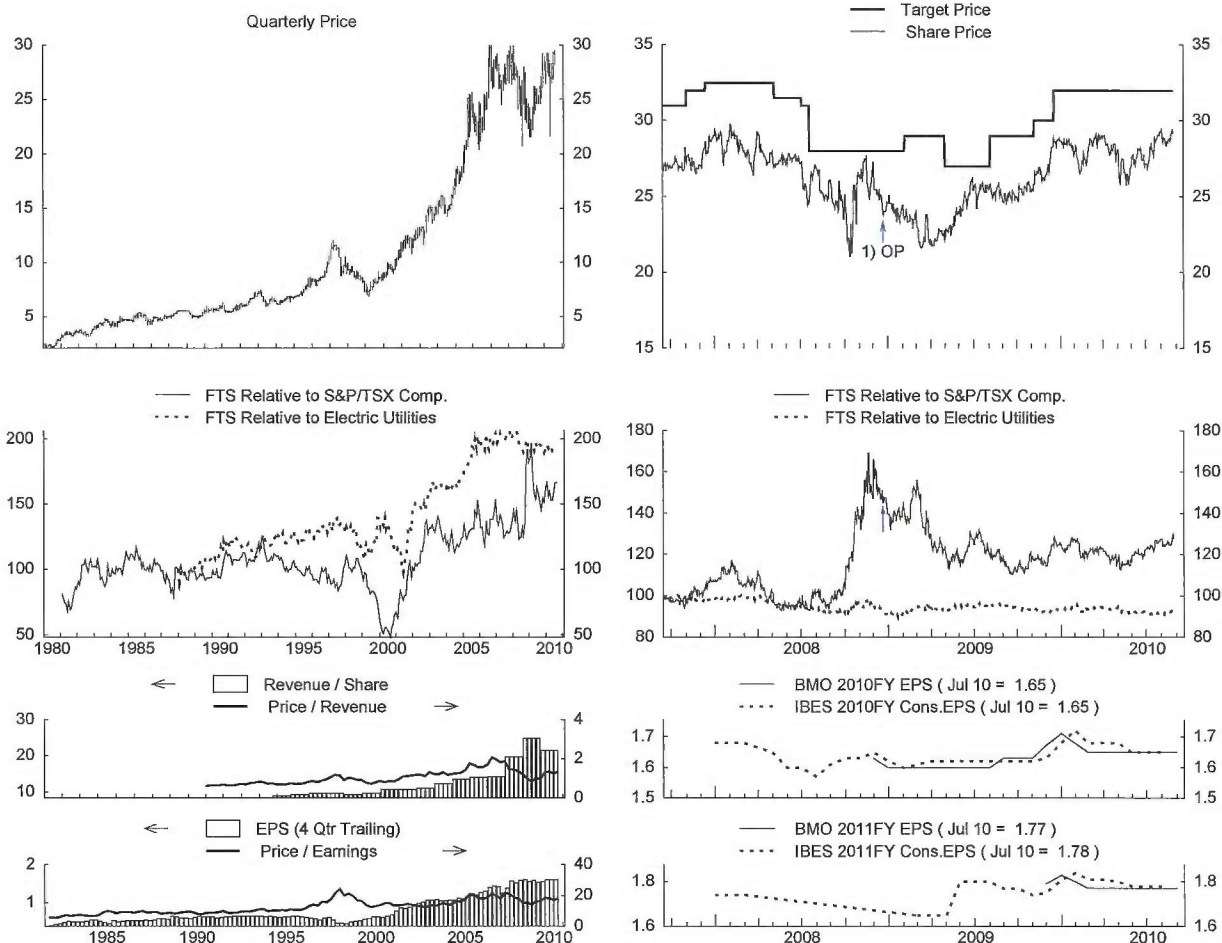 Quarterly Price
30 30
25 25
20 20
15 15
10 10
5 5
Target Price
Share Price
35 35
30 30
25 25
20 20
15 15
1) OP
FTS Relative to S&P/TSX Comp.
FTS Relative to Electric Utilities
200 200
150 150
100 100
50 50
1980 1985 1990 1995 2000 2005 2010
FTS Relative to S&P/TSX Comp.
FTS Relative to Electric Utilities
180 180
160 160
140 140
120 120
100 100
80 80
2008 2009 2010
Revenue / Share
Price / Revenue
30 4
20 2
10 0
EPS (4 Qtr Trailing)
Price / Earnings
2 40
1 20
0
1985 1990 1995 2000 2005 2010
BMO 2010FY EPS ( Jul 10 = 1.65)
IBES 2010FY Cons.EPS ( Jul 10 = 1.65)
1.7 1.7
1.6 1.6
1.5 1.5
BMO 2011FY EPS ( Jul 10 = 1.77)
IBES 2011FY Cons.EPS ( Jul 10 = 1.78)
1.8 1.8
1.6 1.6
2008 2009 2010